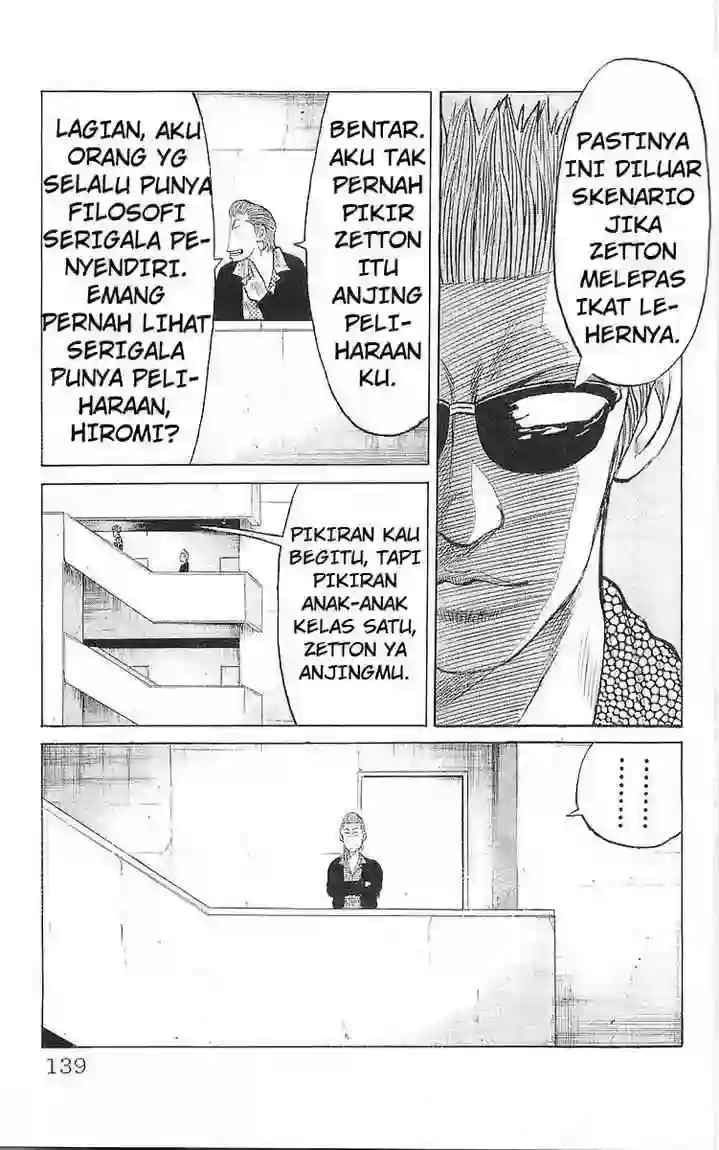 PASTINYA
INI DILUAR
SKENARIO
JIKA
ZETTON
MELEPAS
IKAT LE-
HERNYA.
BENTAR.
AKU TAK
PERNAH
PIKIR
ZETTON
ITU
ANJING
PELI-
HARAAN
KU.
LAGIAN, AKU
ORANG YG
SELALU PUNYA
FILOSOFI
SERIGALA PE-
NYENDIRI.
EMANG
PERNAH LIHAT
SERIGALA
PUNYA PELI-
HARAAN,
HIROMI?
PIKIRAN KAU
BEGITU, TAPI
PIKIRAN
ANAK-ANAK
KELAS SATU,
ZETTON YA
ANJINGMU.
........
........
139